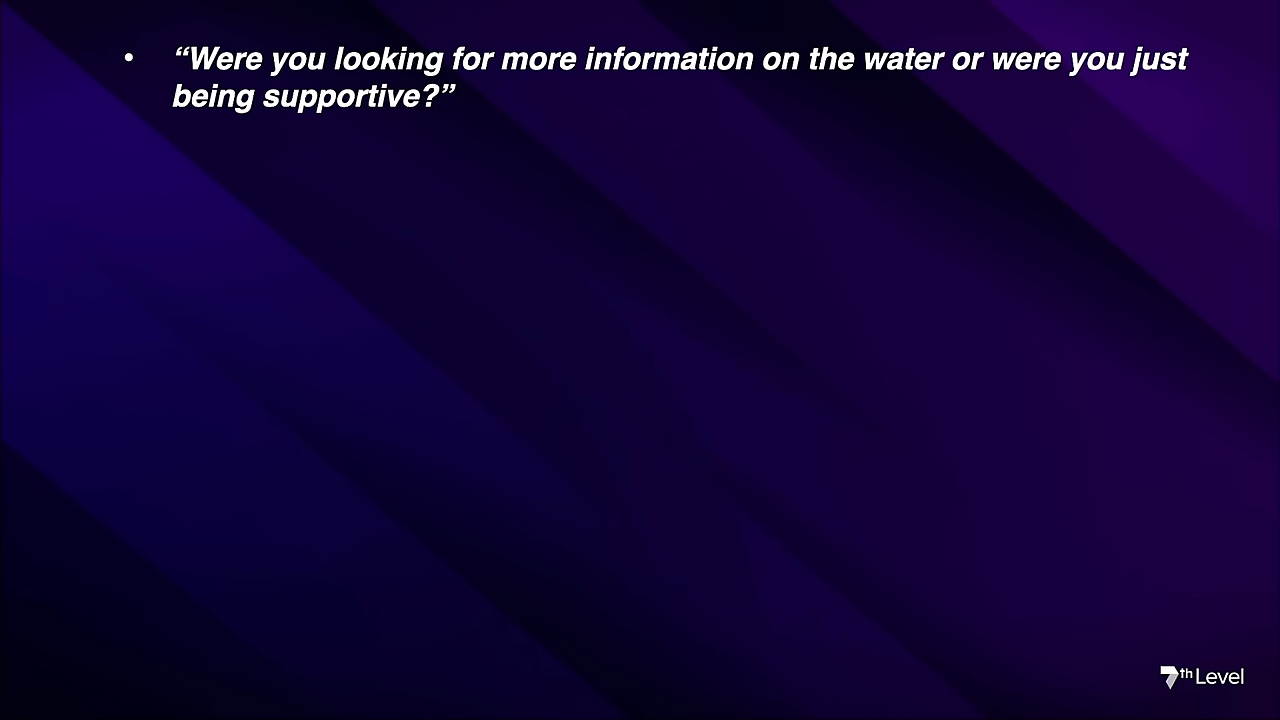 • “Were you looking for more information on the water or were you just
being supportive?”
7th Level